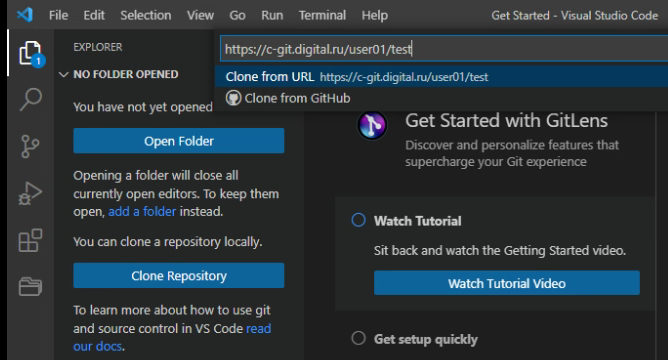 File Edit Selection View Go Run Terminal Help Get Started - Visual Studio Code
https://c-git.digital.ru/user01/test
Clone from URL https://c-git.digital.ru/user01/test
Clone from GitHub
EXPLORER
NO FOLDER OPENED
You have not yet opened
Open Folder
Opening a folder will close all
currently open editors. To keep them
open, add a folder instead.
You can clone a repository locally.
Clone Repository
To learn more about how to use git
and source control in VS Code read
our docs.
1
Get Started with GitLens
Discover and personalize features that
supercharge your Git experience
Watch Tutorial
Sit back and watch the Getting Started video.
Watch Tutorial Video
Get setup quickly